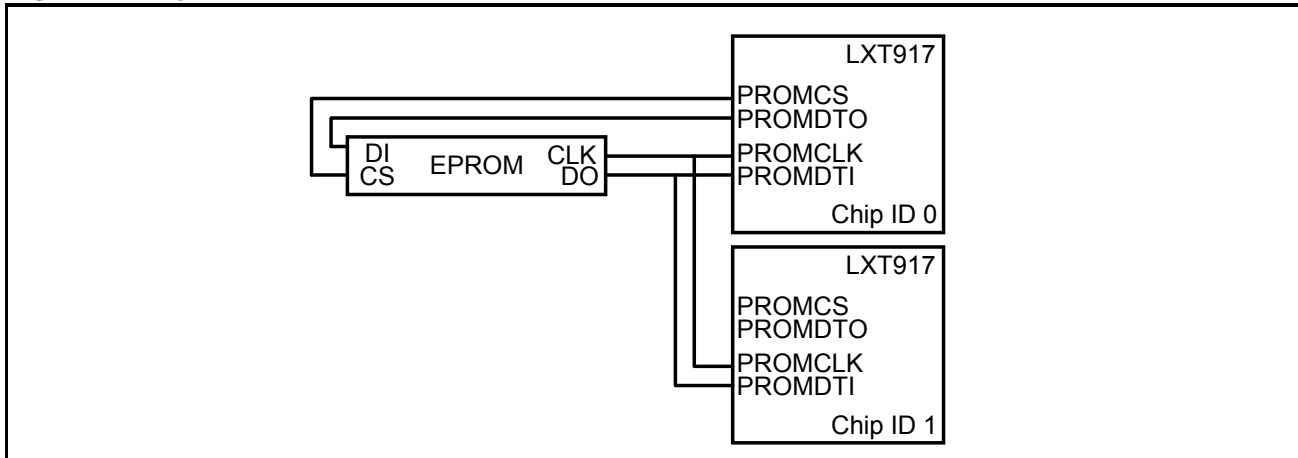 LXT917
PROMCS
PROMDTO
PROMCLK
PROMDTI
Chip ID 0
DI EPROM CLK
CS DO
LXT917
PROMCS
PROMDTO
PROMCLK
PROMDTI
Chip ID 1